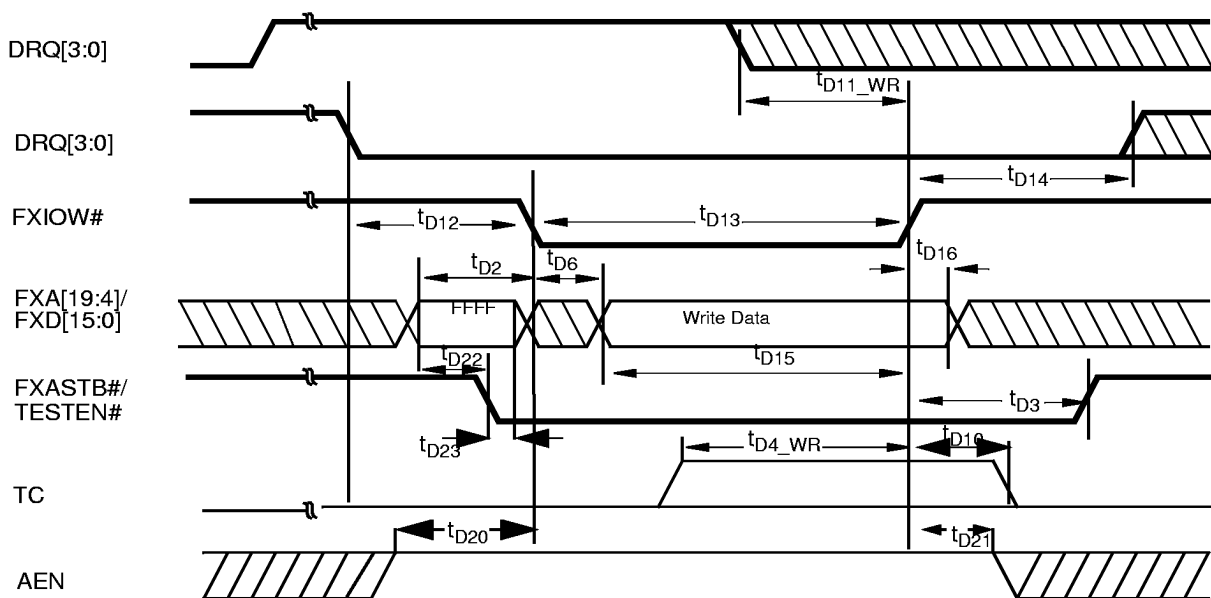 DRQ[3:0]
tD11_WR
DRQ[3:0]
tD14
FXIOW#
tD12
tD13
tD16
tD2
tD6
FXA[19:4]/
FXD[15:0]
FFFF
Write Data
tD22
tD15
FXASTB#/
TESTEN#
tD3
tD23
tD4_WR
tD10
TC
tD20
tD21
AEN